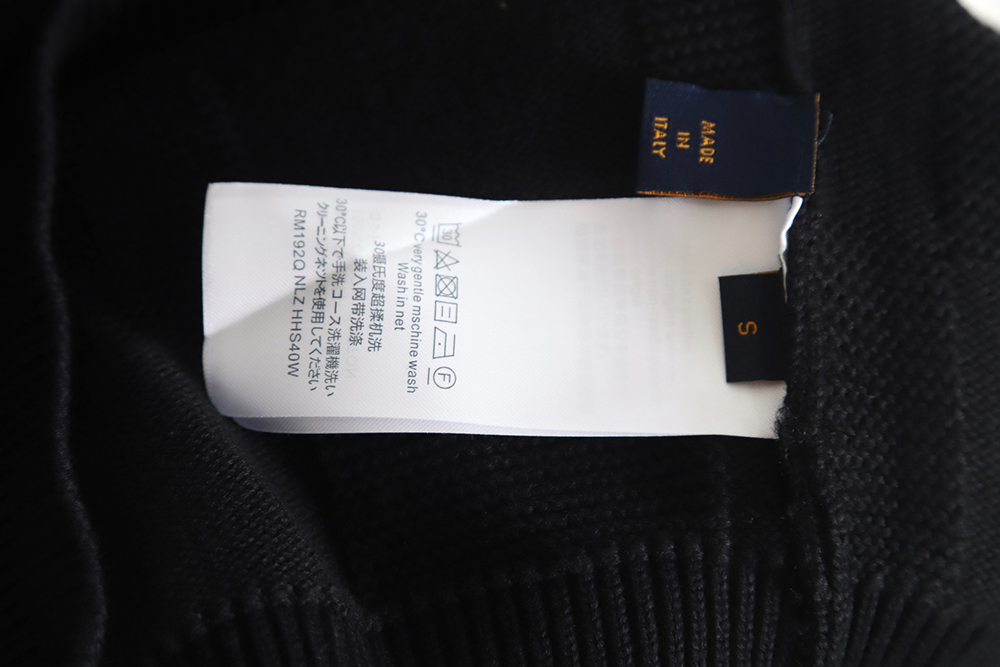 MADE
IN
ITALY
S
30
F
30°C very gentle mschine wash
Wash in net
30摄氏度超揉机洗
装入网带洗涤
30°C以下で手洗コース洗濯機洗い
クリーニングネットを使用してください
RM192Q NLZ HHS40W